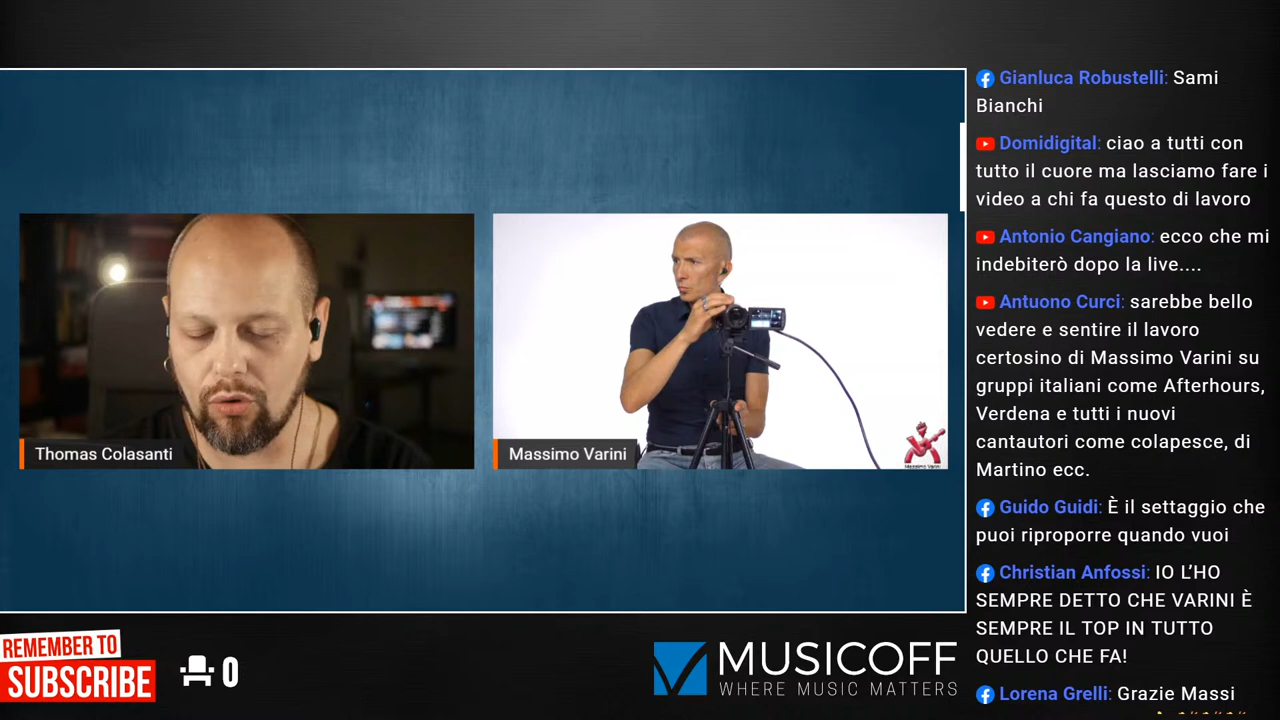 Gianluca Robustelli: Sami
Bianchi
Domidigital: ciao a tutti con
tutto il cuore ma lasciamo fare i
video a chi fa questo di lavoro
Antonio Cangiano: ecco che mi
indebiterò dopo la live....
Antuono Curci: sarebbe bello
vedere e sentire il lavoro
certosino di Massimo Varini su
gruppi italiani come Afterhours,
Verdena e tutti i nuovi
cantautori come colapesce, di
Martino ecc.
Guido Guidi: È il settaggio che
puoi riproporre quando vuoi
Christian Anfossi: IO L'HO
SEMPRE DETTO CHE VARINI È
SEMPRE IL TOP IN TUTTO
QUELLO CHE FA!
Lorena Grelli: Grazie Massi
Thomas Colasanti
Massimo Varini
Massimo Varini
REMEMBER TO
SUBSCRIBE
0
MUSICOFF
WHERE MUSIC MATTERS